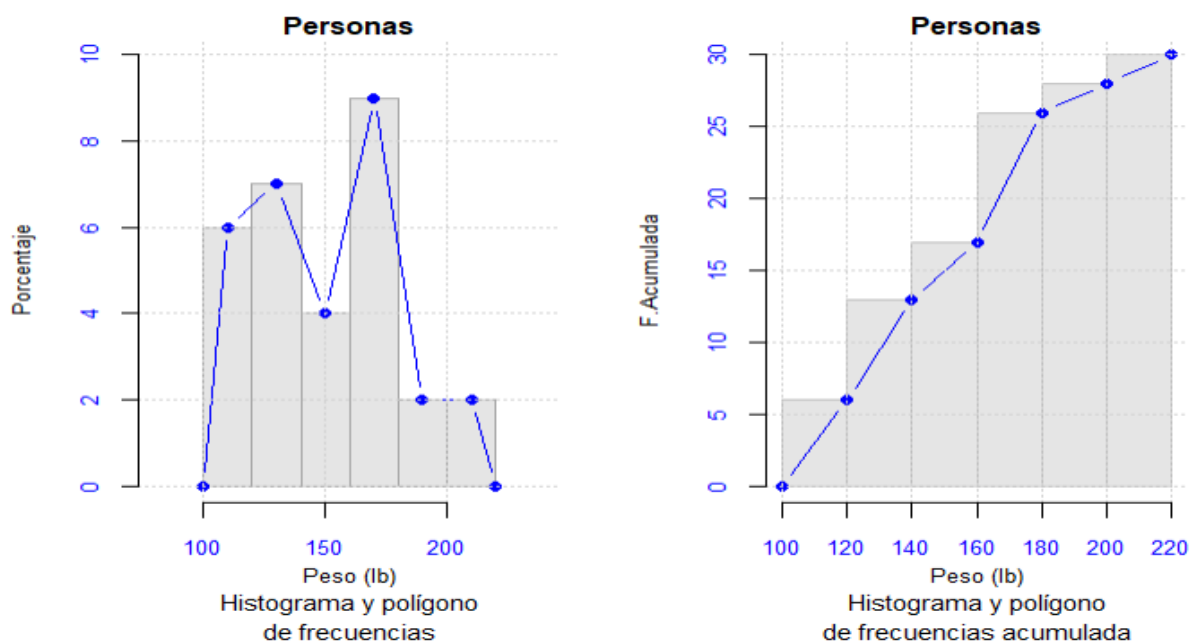 Personas
10
8
6
4
2
0
Porcentaje
100 150 200
Peso (lb)
Histograma y polígono
de frecuencias
Personas
30
25
20
15
10
5
0
F.Acumulada
100 120 140 160 180 200 220
Peso (lb)
Histograma y polígono
de frecuencias acumulada